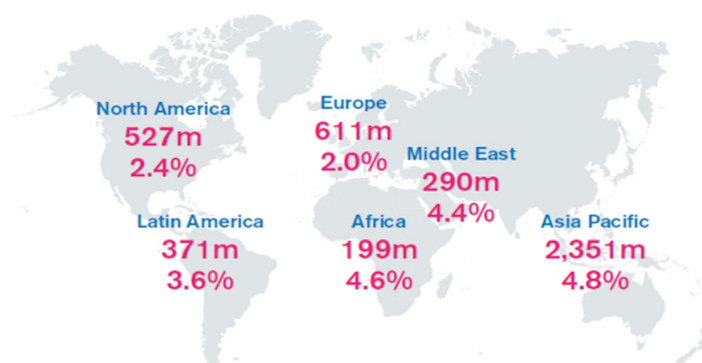 North America
527m
2.4%
Europe
611m
2.0%
Middle East
290m
4.4%
Latin America
371m
3.6%
Africa
199m
4.6%
Asia Pacific
2,351m
4.8%